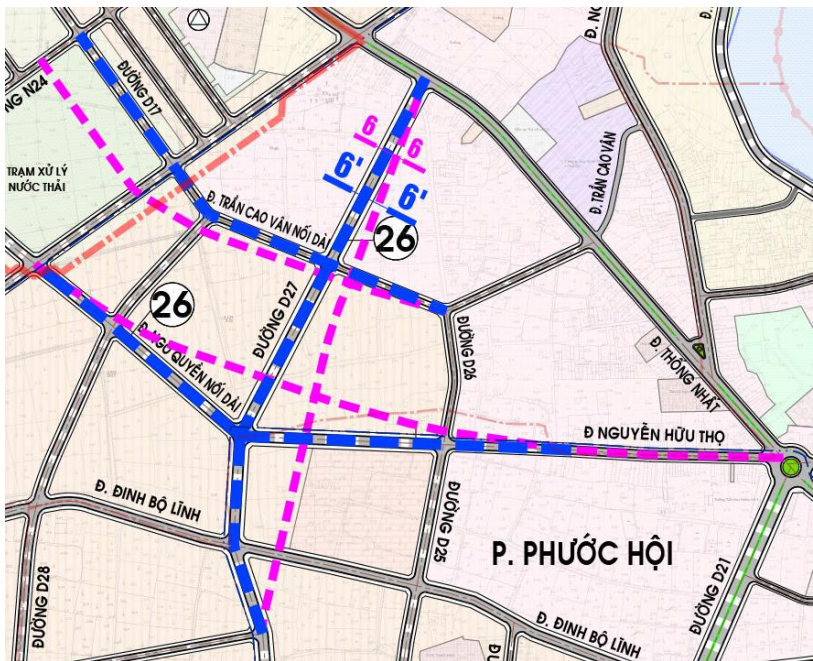 ĐƯỜNG D17
NG N24
TRẠM XỬ LÝ
NƯỚC THẢI
6
6
6'
6'
Đ. TRẦN CAO VÂN
Đ. TRẦN CAO VÂN NỐI DÀI
26
26
ĐƯỜNG D27
Đ. NGÔ QUYỀN NỐI DÀI
ĐƯỜNG D26
Đ. THỐNG NHẤT
Đ NGUYỄN HỮU THỌ
Đ. ĐINH BỘ LĨNH
ĐƯỜNG D25
P. PHƯỚC HỘI
ĐƯỜNG D21
ĐƯỜNG D28
Đ. ĐINH BỘ LĨNH